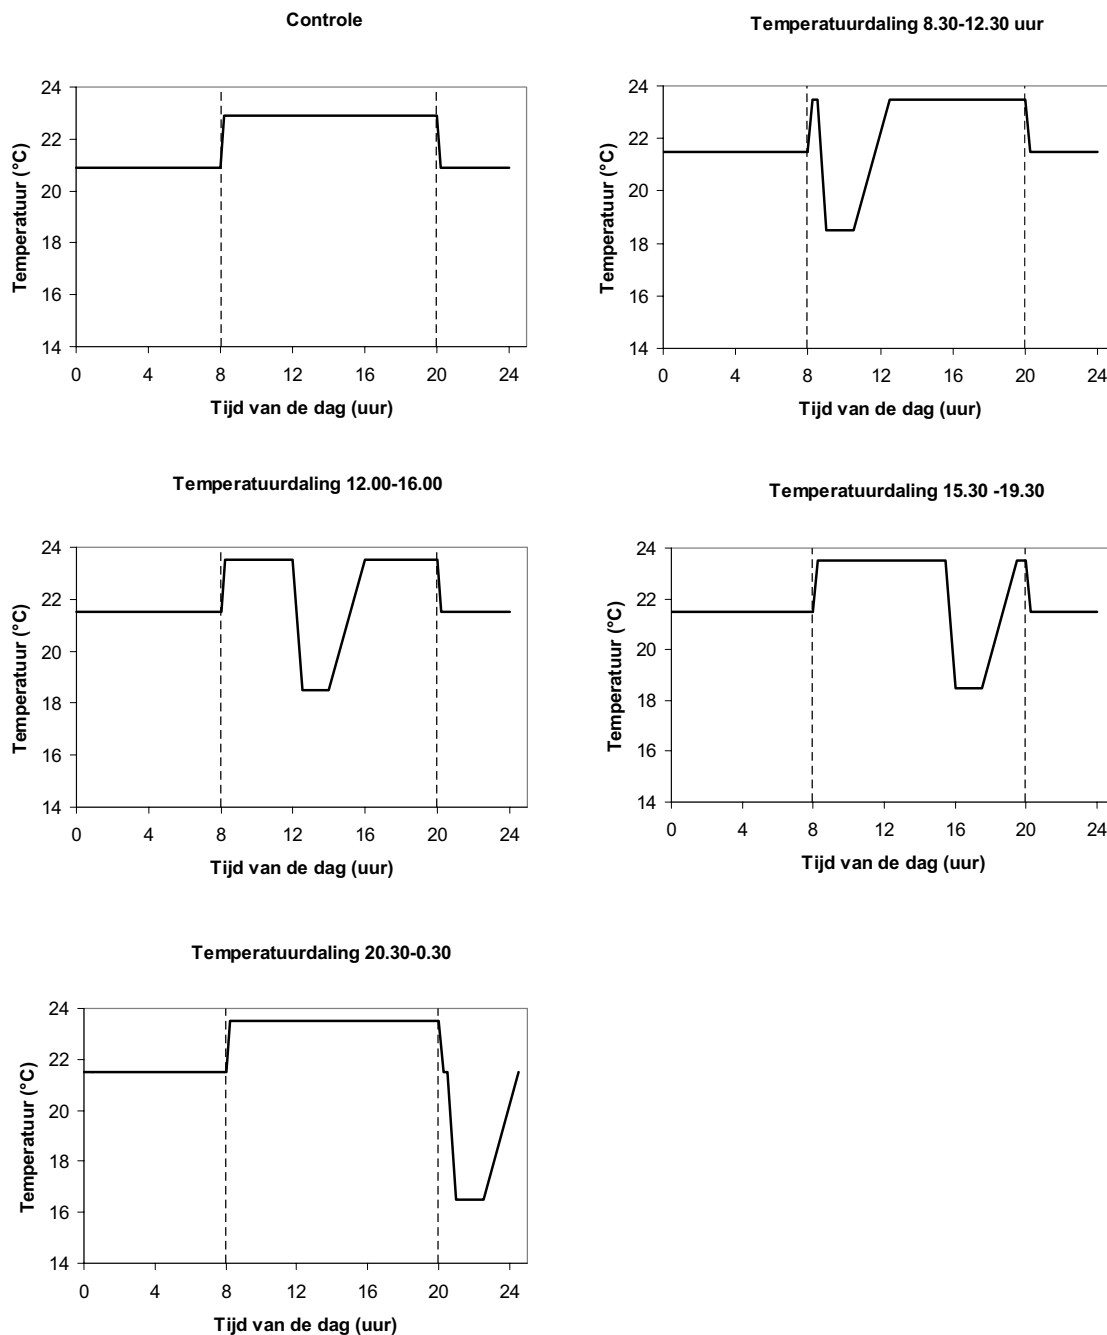 Controle
24
22
20
18
16
14
Temperatuur (°C)
0 4 8 12 16 20 24
Tijd van de dag (uur)
Temperatuurdaling 8.30-12.30 uur
24
22
20
18
16
14
Temperatuur (°C)
0 4 8 12 16 20 24
Tijd van de dag (uur)
Temperatuurdaling 12.00-16.00
24
22
20
18
16
14
Temperatuur (°C)
0 4 8 12 16 20 24
Tijd van de dag (uur)
Temperatuurdaling 15.30 -19.30
24
22
20
18
16
14
Temperatuur (°C)
0 4 8 12 16 20 24
Tijd van de dag (uur)
Temperatuurdaling 20.30-0.30
24
22
20
18
16
14
Temperatuur (°C)
0 4 8 12 16 20 24
Tijd van de dag (uur)